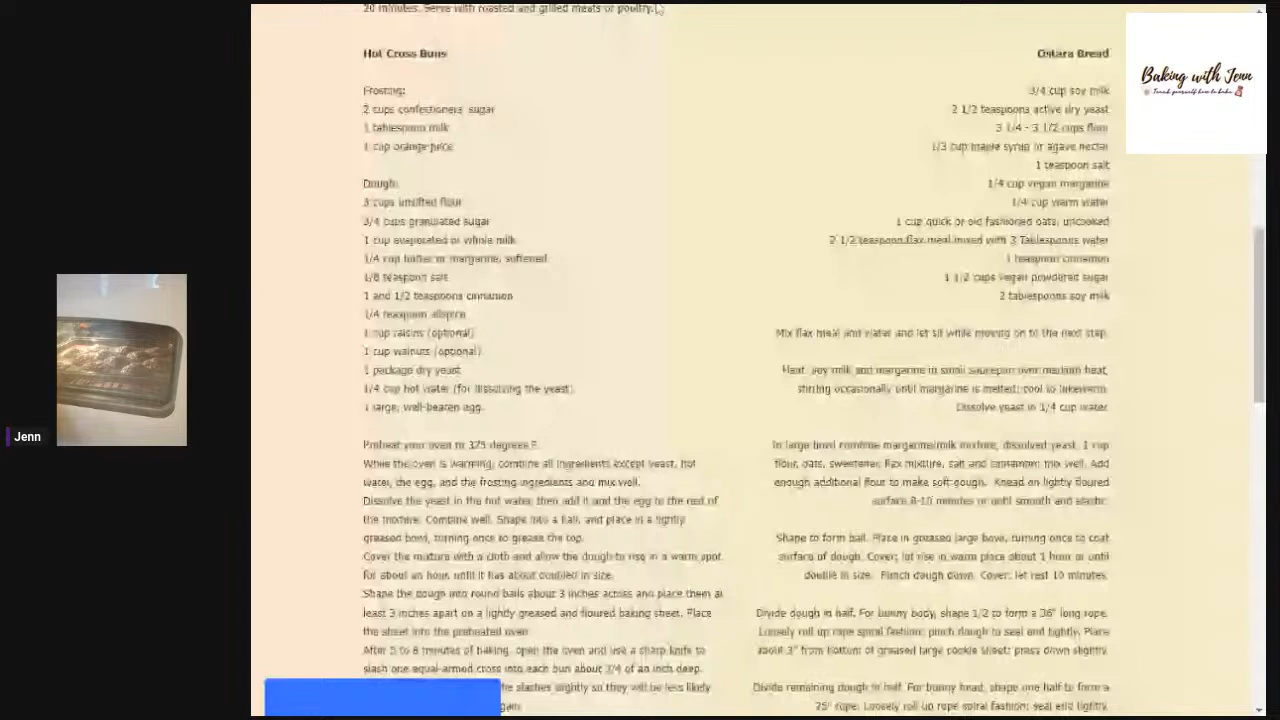 20 minutes. Serve with roasted and grilled meats or poultry.
Hot Cross Buns
Frosting:
2 cups confectioners sugar
1 tablespoon milk
1 cup orange juice
Dough:
3 cups unsifted flour
3/4 cups granulated sugar
1 cup evaporated or whole milk
1/4 cup butter or margarine, softened
1/8 teaspoon salt
1 and 1/2 teaspoons cinnamon
1/4 teaspoon allspice
1 cup raisins (optional)
1 cup walnuts (optional)
1 package dry yeast
1/4 cup hot water (for dissolving the yeast)
1 large, well-beaten egg.
Preheat your oven to 375 degrees F.
While the oven is warming, combine all ingredients except yeast, hot
water, the egg, and the frosting ingredients and mix well.
Dissolve the yeast in the hot water then add it and the egg to the rest of
the mixture. Combine well. Shape into a ball, and place in a lightly
greased bowl, turning once to grease the top.
Cover the mixture with a cloth and allow the dough to rise in a warm spot
for about an hour, until it has about doubled in size.
Shape the dough into round balls about 3 inches across and place them at
least 3 inches apart on a lightly greased and floured baking sheet. Place
the sheet into the preheated oven
After 5 to 8 minutes of baking, open the oven and use a sharp knife to
slash one equal-armed cross into each bun about 3/4 of an inch deep.
he slashes slightly so they will be less likely
gain
Ostara Bread
3/4 cup soy milk
2 1/2 teaspoons active dry yeast
3 1/4 - 3 1/2 cups flour
1/3 cup maple syrup or agave nectar
1 teaspoon salt
1/4 cup vegan margarine
1/4 cup warm water
1 cup quick or old fashioned oats, uncooked
2 1/2 teaspoon flax meal mixed with 3 Tablespoons water
1 teaspoon cinnamon
1 1/2 cups vegan powdered sugar
2 tablespoons soy milk
Mix flax meal and water and let sit while moving on to the next step.
Heat soy milk and margarine in small saucepan over medium heat,
stirring occasionally until margarine is melted; cool to lukewarm.
Dissolve yeast in 1/4 cup water.
In large bowl combine margarine/milk mixture, dissolved yeast, 1 cup
flour, oats, sweetener, flax mixture, salt and cinnamon; mix well. Add
enough additional flour to make soft dough. Knead on lightly floured
surface 8-10 minutes or until smooth and elastic.
Shape to form ball. Place in greased large bowl, turning once to coat
surface of dough. Cover; let rise in warm place about 1 hour or until
double in size. Punch dough down. Cover; let rest 10 minutes.
Divide dough in half. For bunny body, shape 1/2 to form a 36" long rope.
Loosely roll up rope spiral fashion; pinch dough to seal end tightly. Place
about 3" from bottom of greased large cookie sheet; press down slightly.
Divide remaining dough in half. For bunny head, shape one half to form a
25" rope. Loosely roll up rope spiral fashion; seal end tightly.
Baking with Jenn
Teach yourself how to bake
Jenn